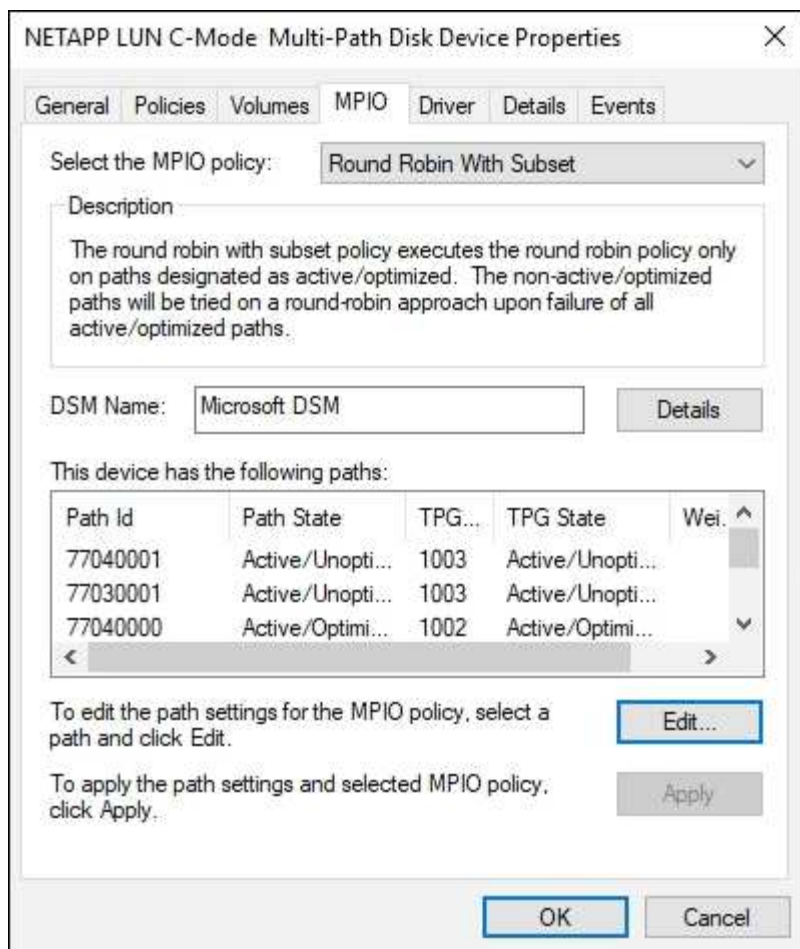 NETAPP LUN C-Mode Multi-Path Disk Device Properties
General Policies Volumes MPIO Driver Details Events
Select the MPIO policy: Round Robin With Subset
Description
The round robin with subset policy executes the round robin policy only
on paths designated as active/optimized. The non-active/optimized
paths will be tried on a round-robin approach upon failure of all
active/optimized paths.
DSM Name: Microsoft DSM Details
This device has the following paths:
Path Id Path State TPG... TPG State Wei.
77040001 Active/Unopti... 1003 Active/Unopti...
77030001 Active/Unopti... 1003 Active/Unopti...
77040000 Active/Optimi... 1002 Active/Optimi...
To edit the path settings for the MPIO policy, select a
path and click Edit.
Edit...
To apply the path settings and selected MPIO policy,
click Apply.
Apply
OK Cancel